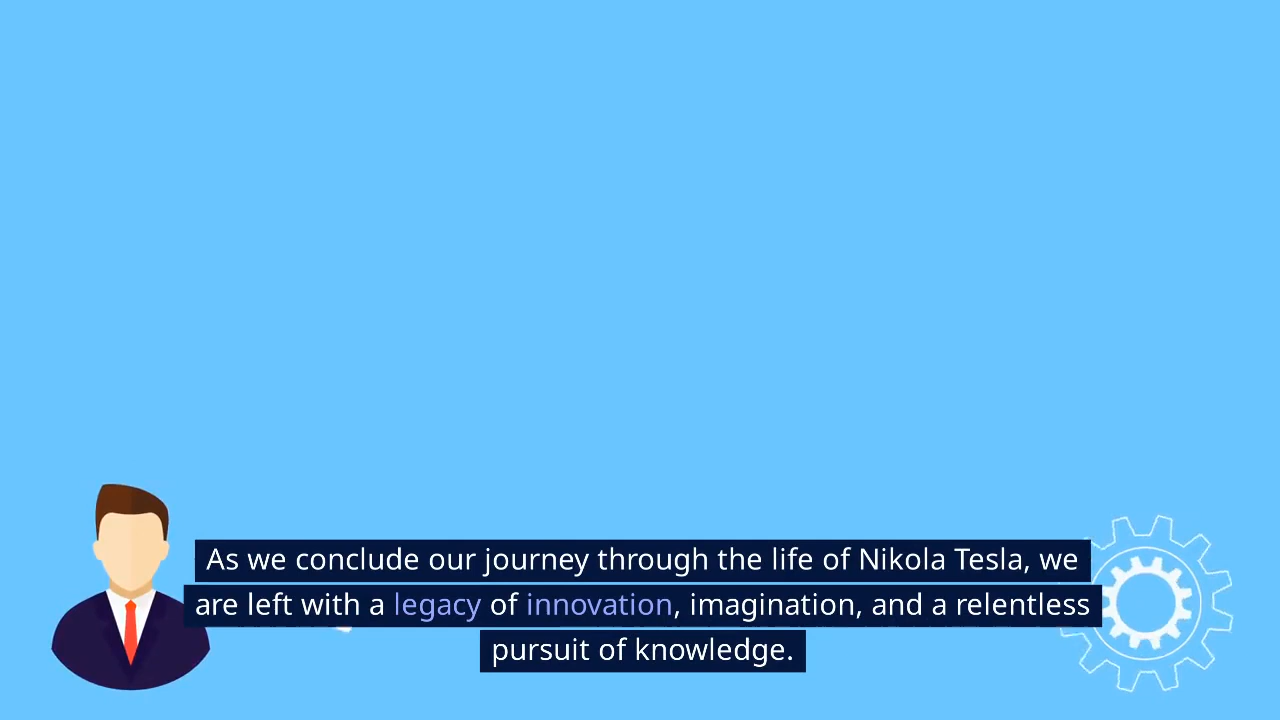 As we conclude our journey through the life of Nikola Tesla, we
are left with a legacy of innovation, imagination, and a relentless
pursuit of knowledge.